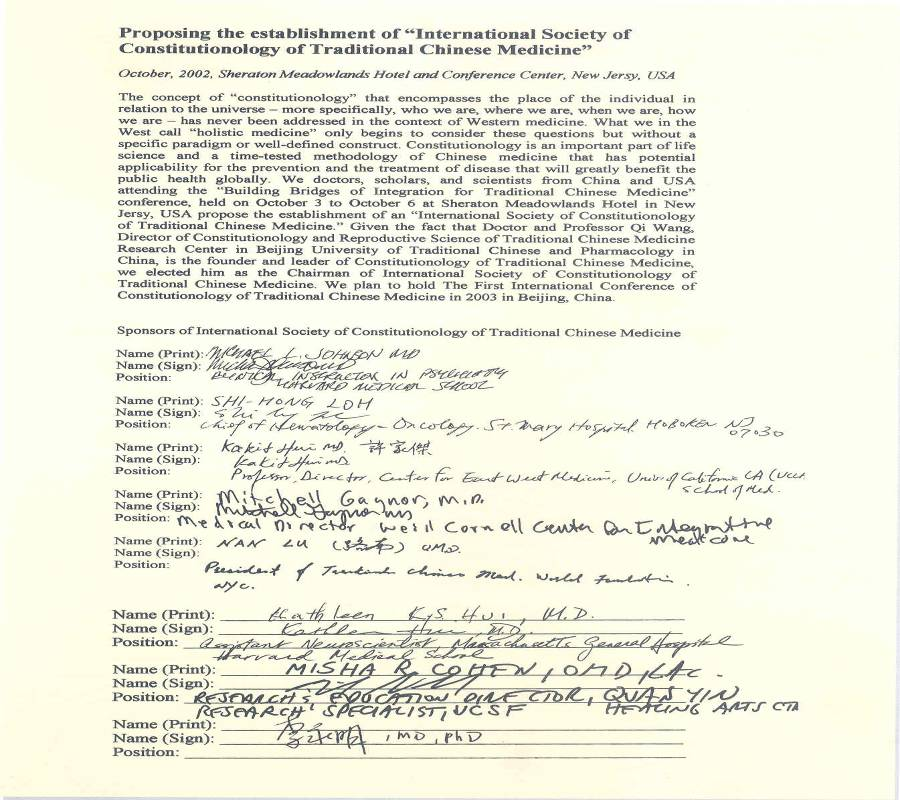 Proposing the establishment of “International Society of
Constitutionology of Traditional Chinese Medicine”
October, 2002, Sheraton Meadowlands Hotel and Conference Center, New Jersy, USA
The concept of “constitutionology” that encompasses the place of the individual in
relation to the universe – more specifically, who we are, where we are, when we are, how
we are – has never been addressed in the context of Western medicine. What we in the
West call “holistic medicine” only begins to consider these questions but without a
specific paradigm or well-defined construct. Constitutionology is an important part of life
science and a time-tested methodology of Chinese medicine that has potential
applicability for the prevention and the treatment of disease that will greatly benefit the
public health globally. We doctors, scholars, and scientists from China and USA
attending the “Building Bridges of Integration for Traditional Chinese Medicine”
conference, held on October 3 to October 6 at Sheraton Meadowlands Hotel in New
Jersy, USA propose the establishment of an “International Society of Constitutionology
of Traditional Chinese Medicine.” Given the fact that Doctor and Professor Qi Wang,
Director of Constitutionology and Reproductive Science of Traditional Chinese Medicine
Research Center in Beijing University of Traditional Chinese and Pharmacology in
China, is the founder and leader of Constitutionology of Traditional Chinese Medicine,
we elected him as the Chairman of International Society of Constitutionology of
Traditional Chinese Medicine. We plan to hold The First International Conference of
Constitutionology of Traditional Chinese Medicine in 2003 in Beijing, China.
Sponsors of International Society of Constitutionology of Traditional Chinese Medicine
Name (Print): MICHAEL L. JOHNSON MD
Name (Sign):
Position: CLINICAL INSTRUCTOR IN PSYCHIATRY
HARVARD MEDICAL SCHOOL
Name (Print): SHI-HONG LOH
Name (Sign):
Position: Chief of Hematology-Oncology. St Mary Hospital. HOBOKEN NJ
07030
Name (Print): Kakit Hui MD. 許家傑
Name (Sign): Kakit Hui MD
Position: Professor, Director, Center for East West Medicine, Univ. of California LA (UCLA
School of Med.
Name (Print): Mitchell Gaynor, M.D.
Name (Sign): Mitchell Gaynor MD
Position: Medical Director Weill Cornell Center for Integrative
Medicine
Name (Print): NAN LU OMD.
Name (Sign):
Position: President of Traditional Chinese Med. World Foundation.
NYC.
Name (Print): Kathleen K.S. Hui, M.D.
Name (Sign): Kathleen Hui, M.D.
Position: Assistant Neuroscientist, Massachusetts General Hospital
Harvard Medical School
Name (Print): MISHA R. COHEN, OMD, LAc
Name (Sign):
Position: RESEARCH & EDUCATION DIRECTOR, QUAN YIN
RESEARCH SPECIALIST, UCSF HEALING ARTS CTR
Name (Print):
Name (Sign): , MD, PhD
Position: